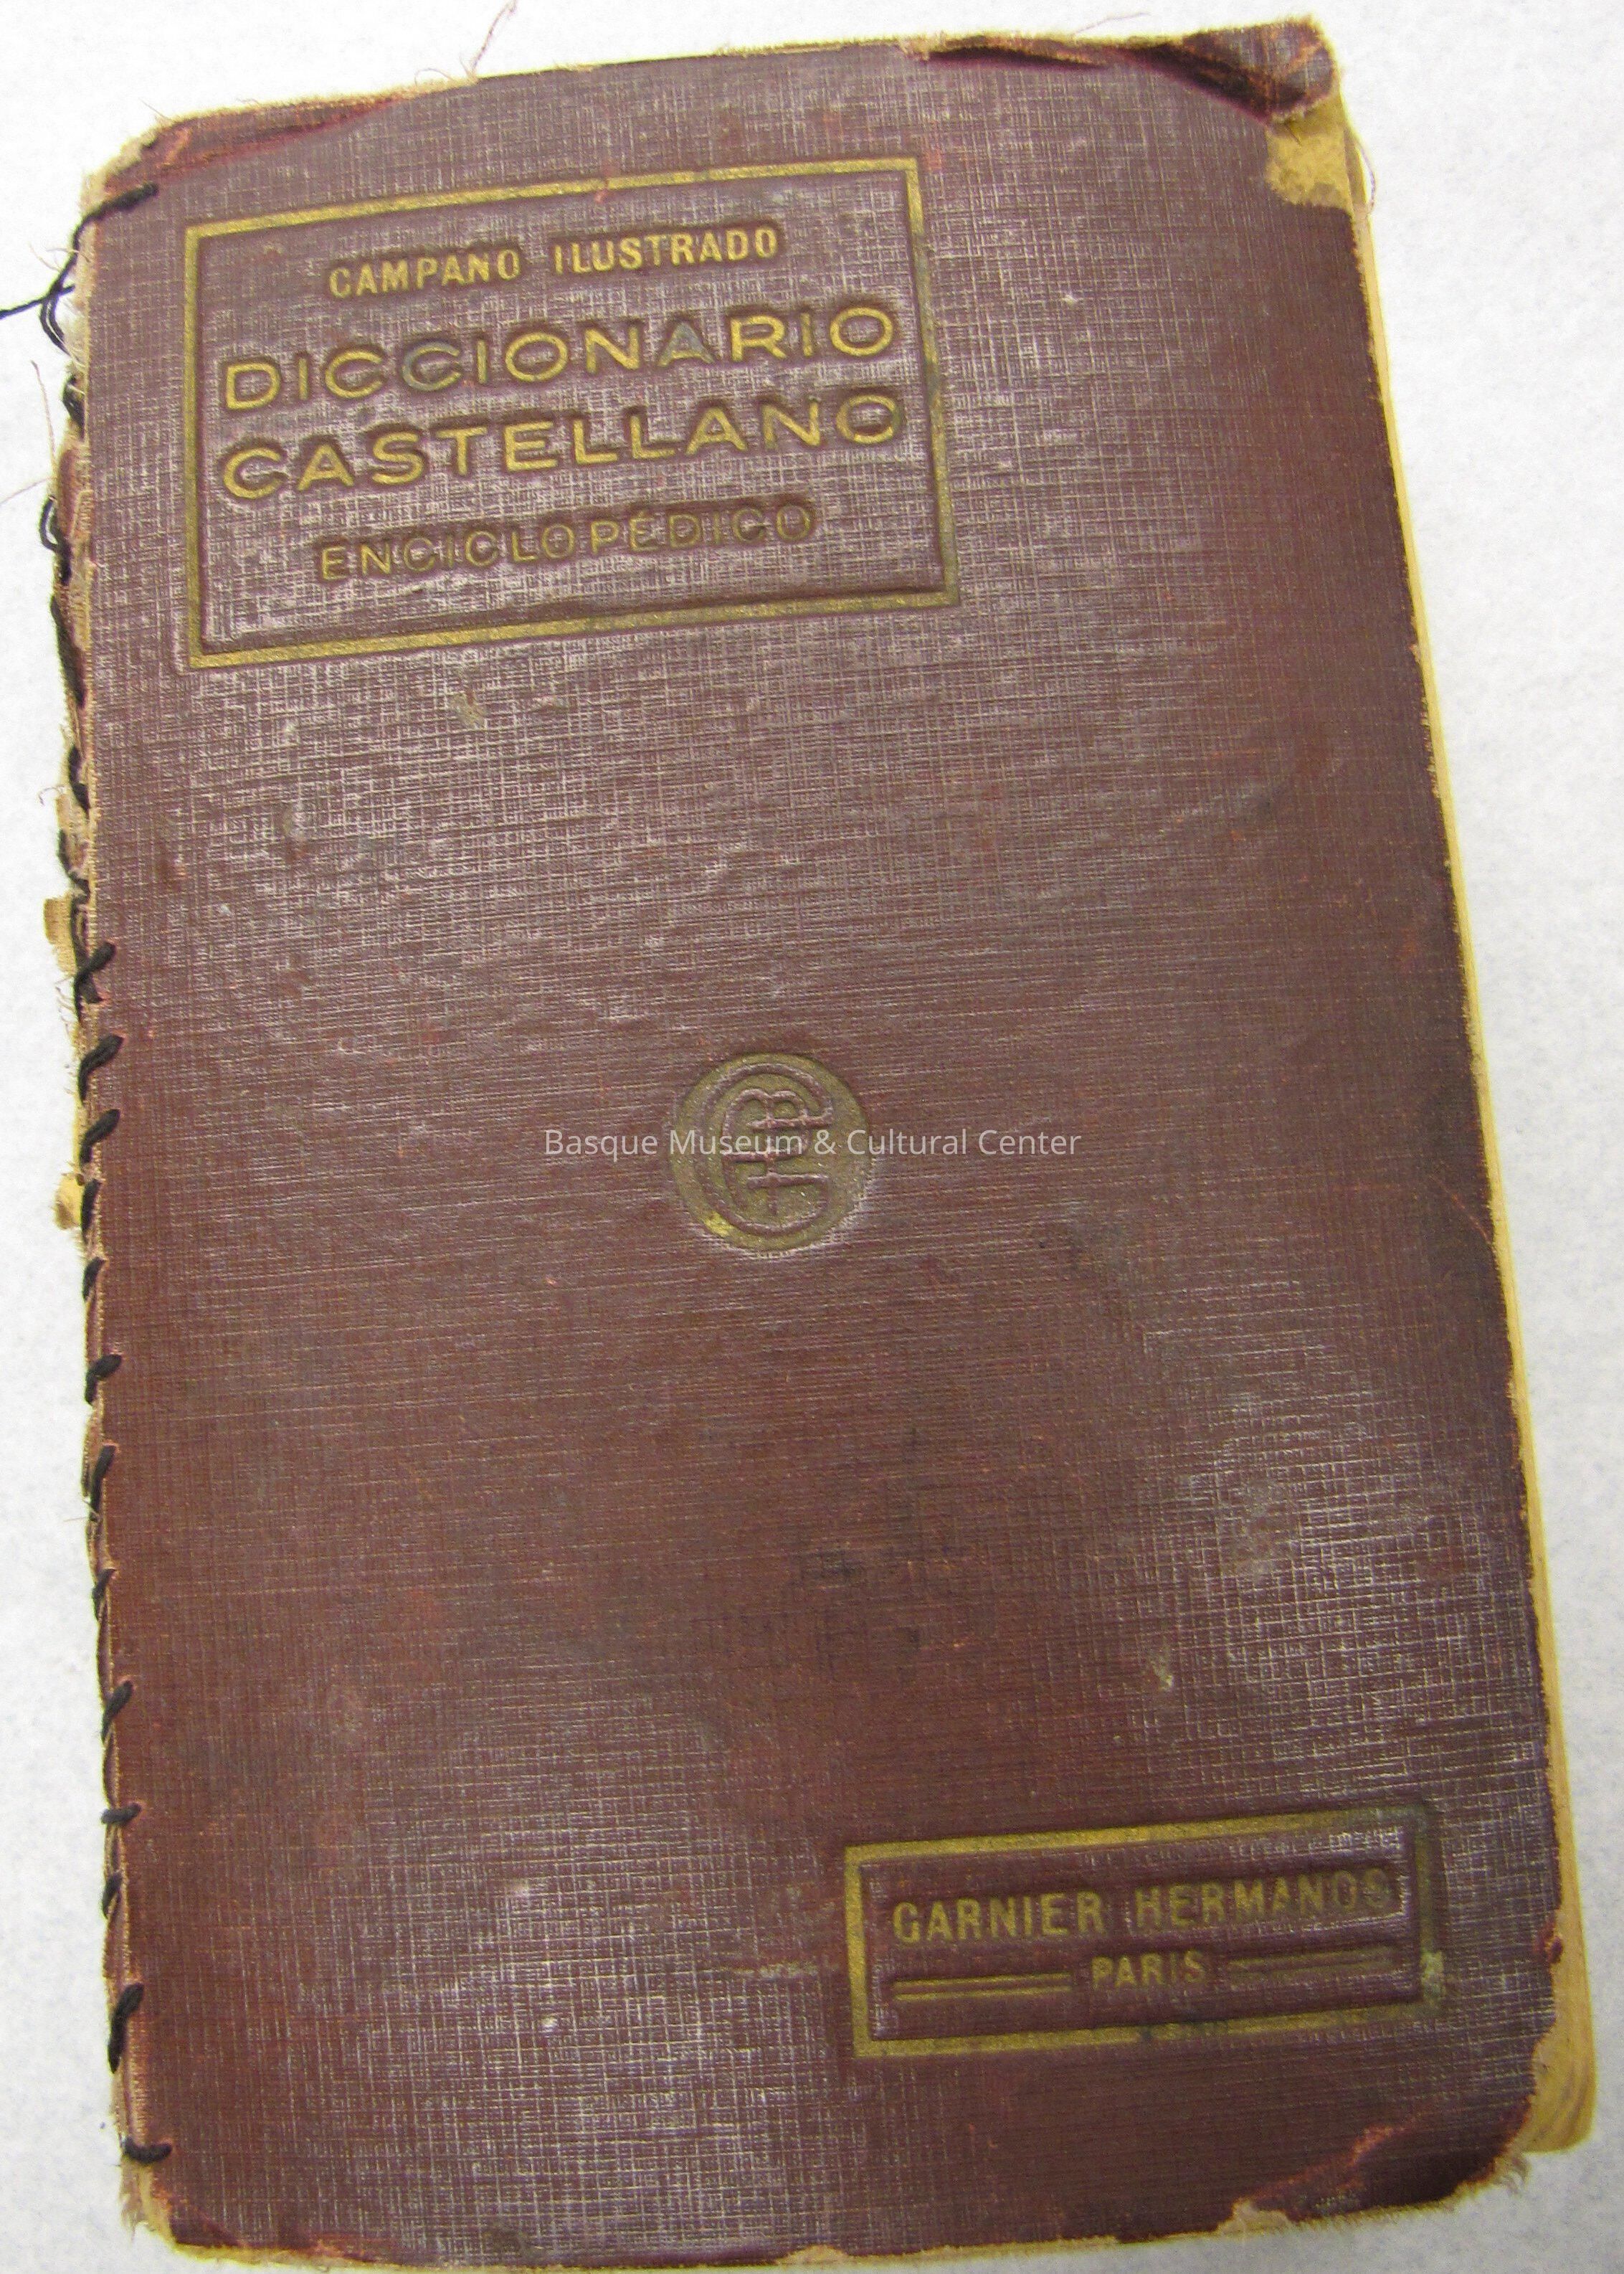 CAMPANO ILUSTRADO
DICCIONARIO
CASTELLANO
ENCICLOPÉDICO
Basque Museum & Cultural Center
GARNIER HERMANOS
PARIS